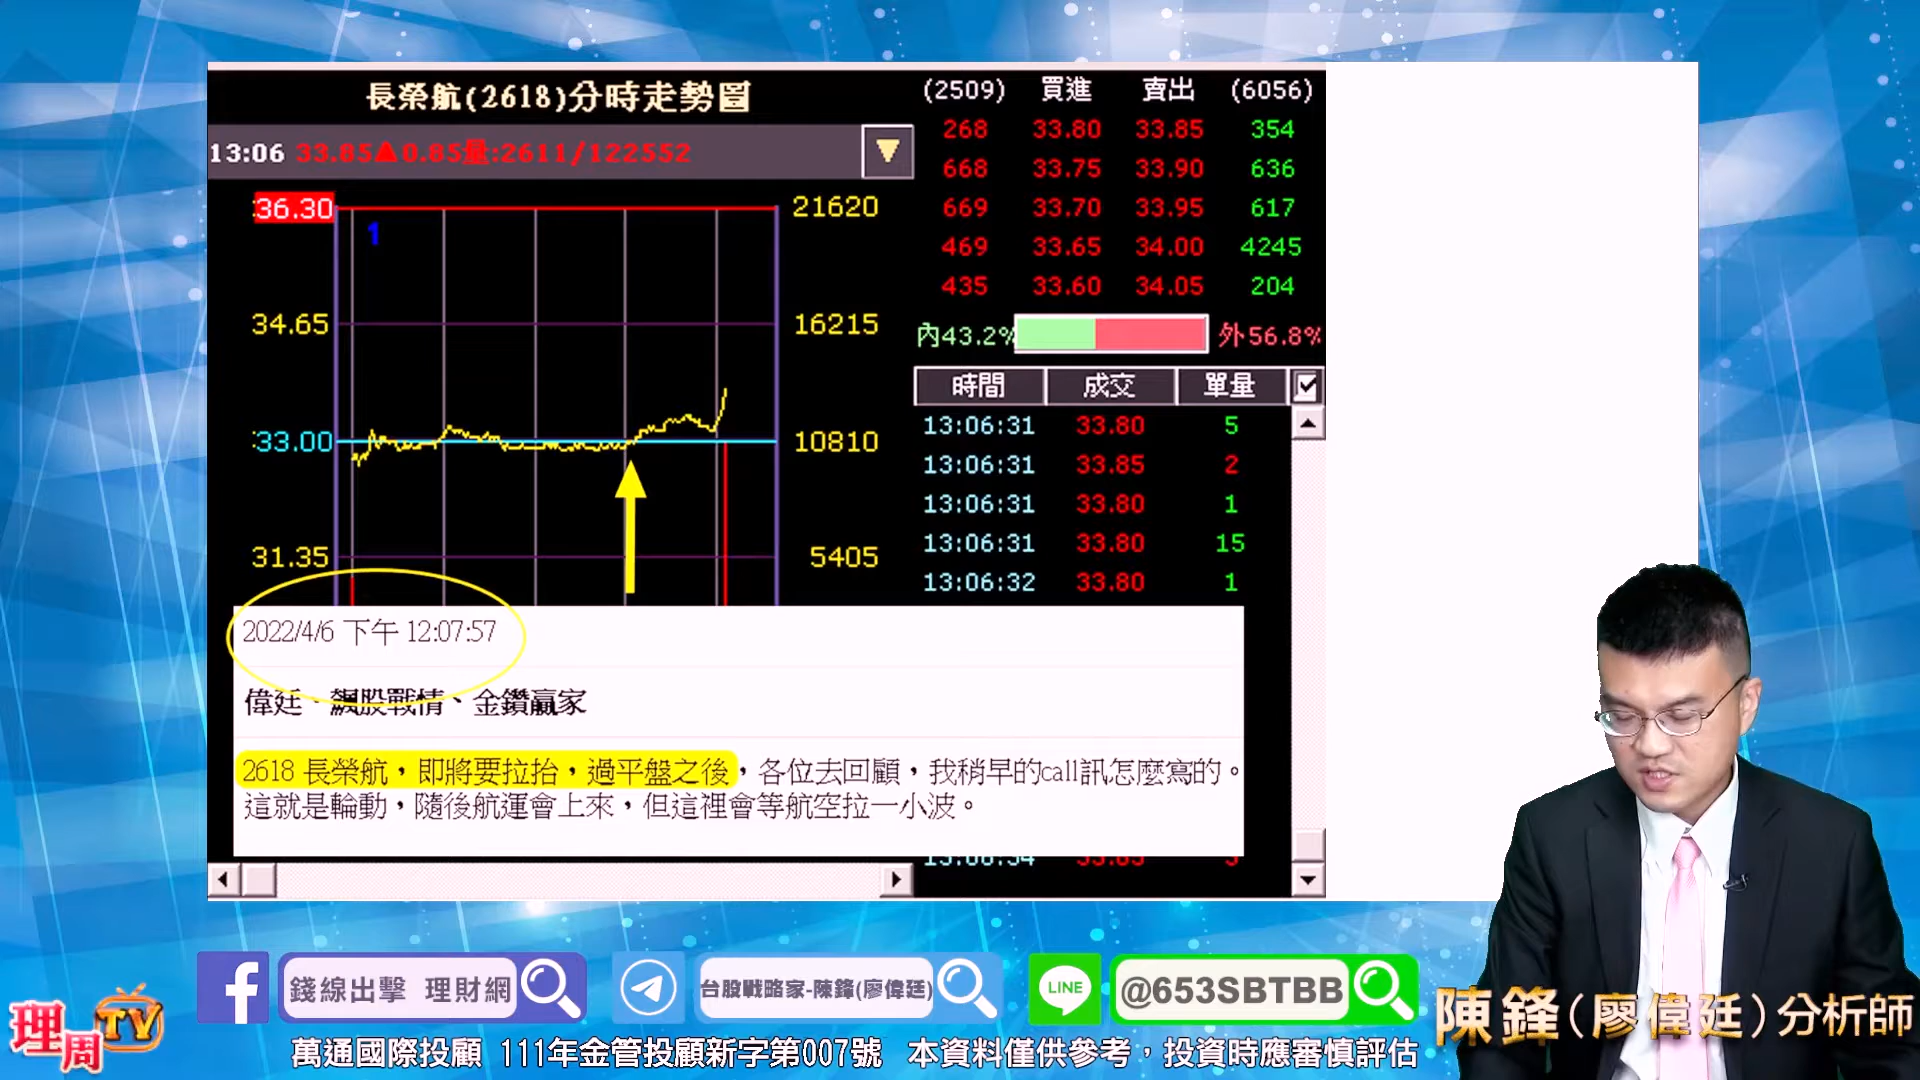 長榮航(2618)分時走勢圖
13:06 33.85▲0.85量:2611/122552
36.30
34.65
33.00
31.35
1
21620
16215
10810
5405
(2509) 買進 賣出 (6056)
268 33.80 33.85 354
668 33.75 33.90 636
669 33.70 33.95 617
469 33.65 34.00 4245
435 33.60 34.05 204
內43.2% 外56.8%
時間 成交 單量
13:06:31 33.80 5
13:06:31 33.85 2
13:06:31 33.80 1
13:06:31 33.80 15
13:06:32 33.80 1
2022/4/6 下午 12:07:57
偉廷、飆股戰情、金鑽贏家
2618 長榮航，即將要拉抬，過平盤之後，各位去回顧，我稍早的call訊怎麼寫的。
這就是輪動，隨後航運會上來，但這裡會等航空拉一小波。
錢線出擊 理財網
台股戰略家-陳鋒(廖偉廷)
LINE
@653SBTBB
理周TV
陳鋒(廖偉廷)分析師
萬通國際投顧 111年金管投顧新字第007號 本資料僅供參考，投資時應審慎評估